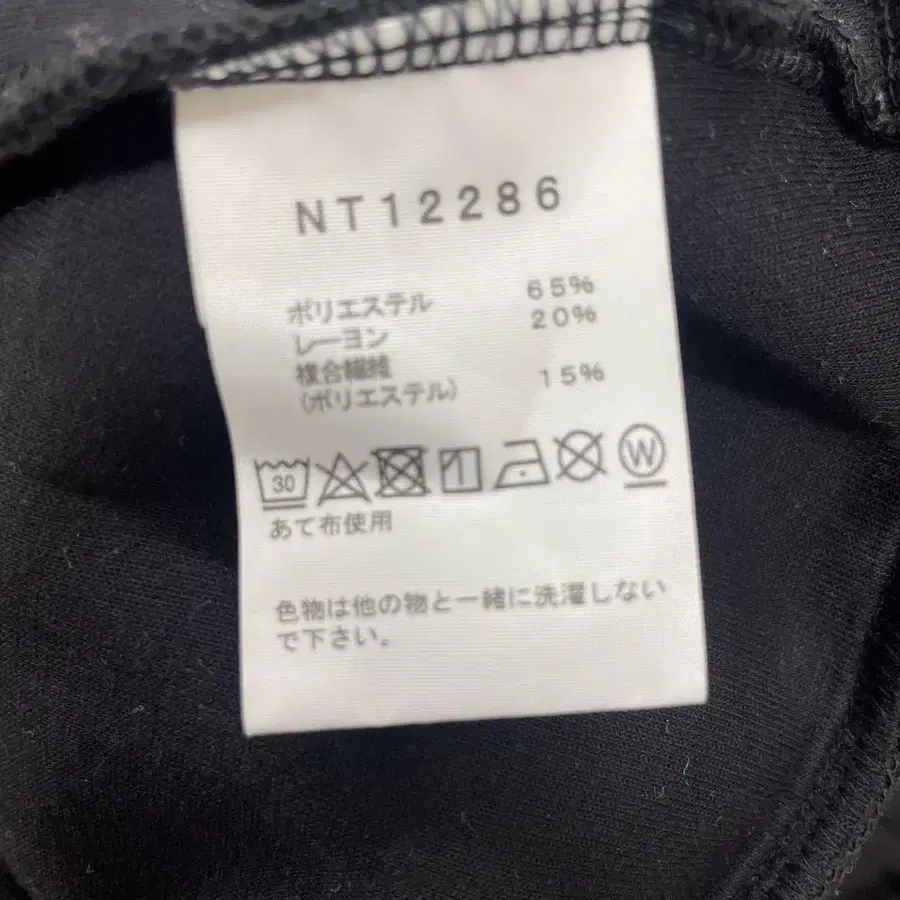 NT12286
ポリエステル 65%
レーヨン 20%
複合繊維
(ポリエステル) 15%
30 W
あて布使用
色物は他の物と一緒に洗濯しない
で下さい。